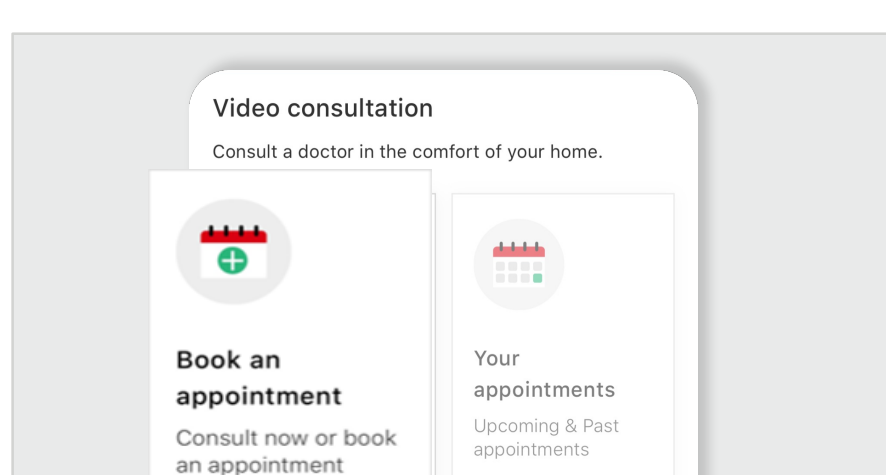 Video consultation
Consult a doctor in the comfort of your home.
Book an
appointment
Consult now or book
an appointment
Your
appointments
Upcoming & Past
appointments